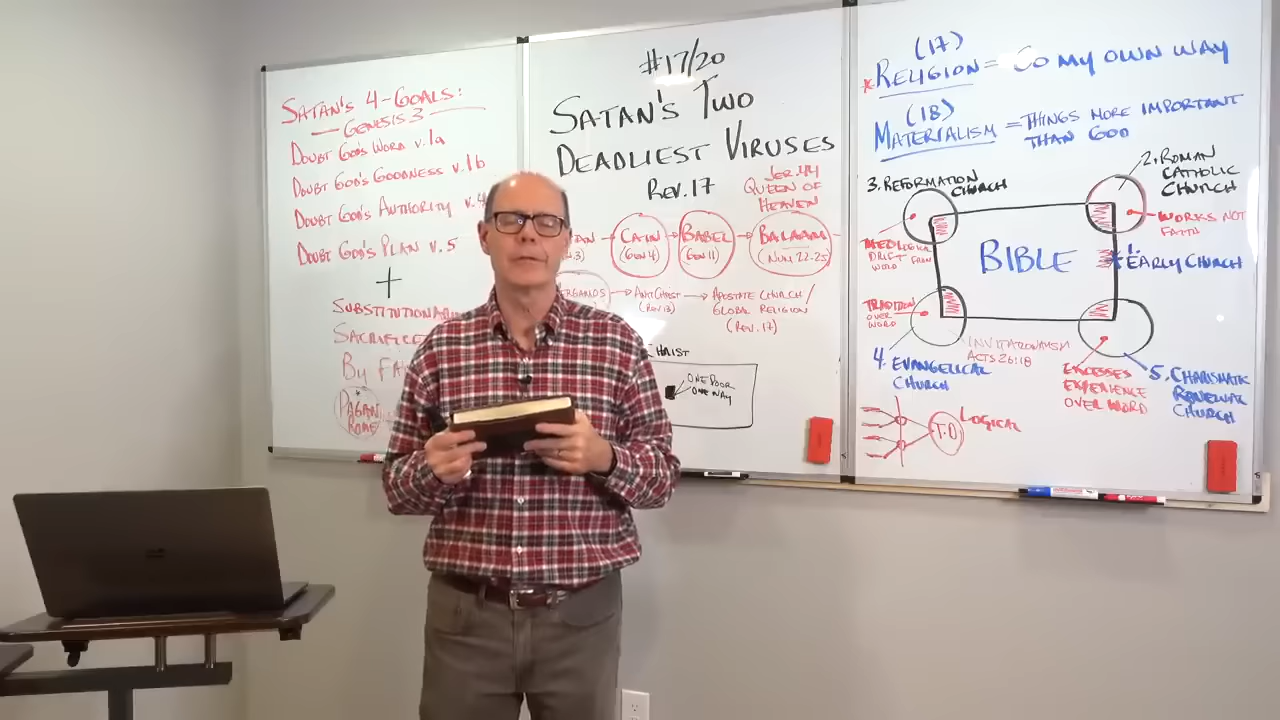 SATAN'S 4-GOALS:
GENESIS 3
DOUBT GOD'S WORD v.1a
DOUBT GOD'S GOODNESS v.1b
DOUBT GOD'S AUTHORITY v.4
DOUBT GOD'S PLAN v.5
+
SACRIFICE
BY
PAGAN
ROME
#17/20
SATAN'S TWO
DEADLIEST VIRUSES
REV. 17
JER. 44
QUEEN OF
HEAVEN
CAIN
(GEN 4)
BABEL
(GEN 11)
BALAAM
(NUM 22-25)
ANTICHRIST
(REV 13)
APOSTATE CHURCH/
GLOBAL RELIGION
(REV. 17)
ONE DOOR
ONE WAY
(17)
*RELIGION = GO MY OWN WAY
(18)
MATERIALISM = THINGS MORE IMPORTANT
THAN GOD
3. REFORMATION
CHURCH
2. ROMAN
CATHOLIC
CHURCH
WORKS NOT
FAITH
DRIFT FROM
WORD
BIBLE
1.
EARLY CHURCH
TRADITION
OVER
WORD
INVITATIONISM
ACTS 26:18
4. EVANGELICAL
CHURCH
EXCESSES
EXPERIENCE
OVER WORD
5. CHARISMATIC
RENEWAL
CHURCH
LOGICAL